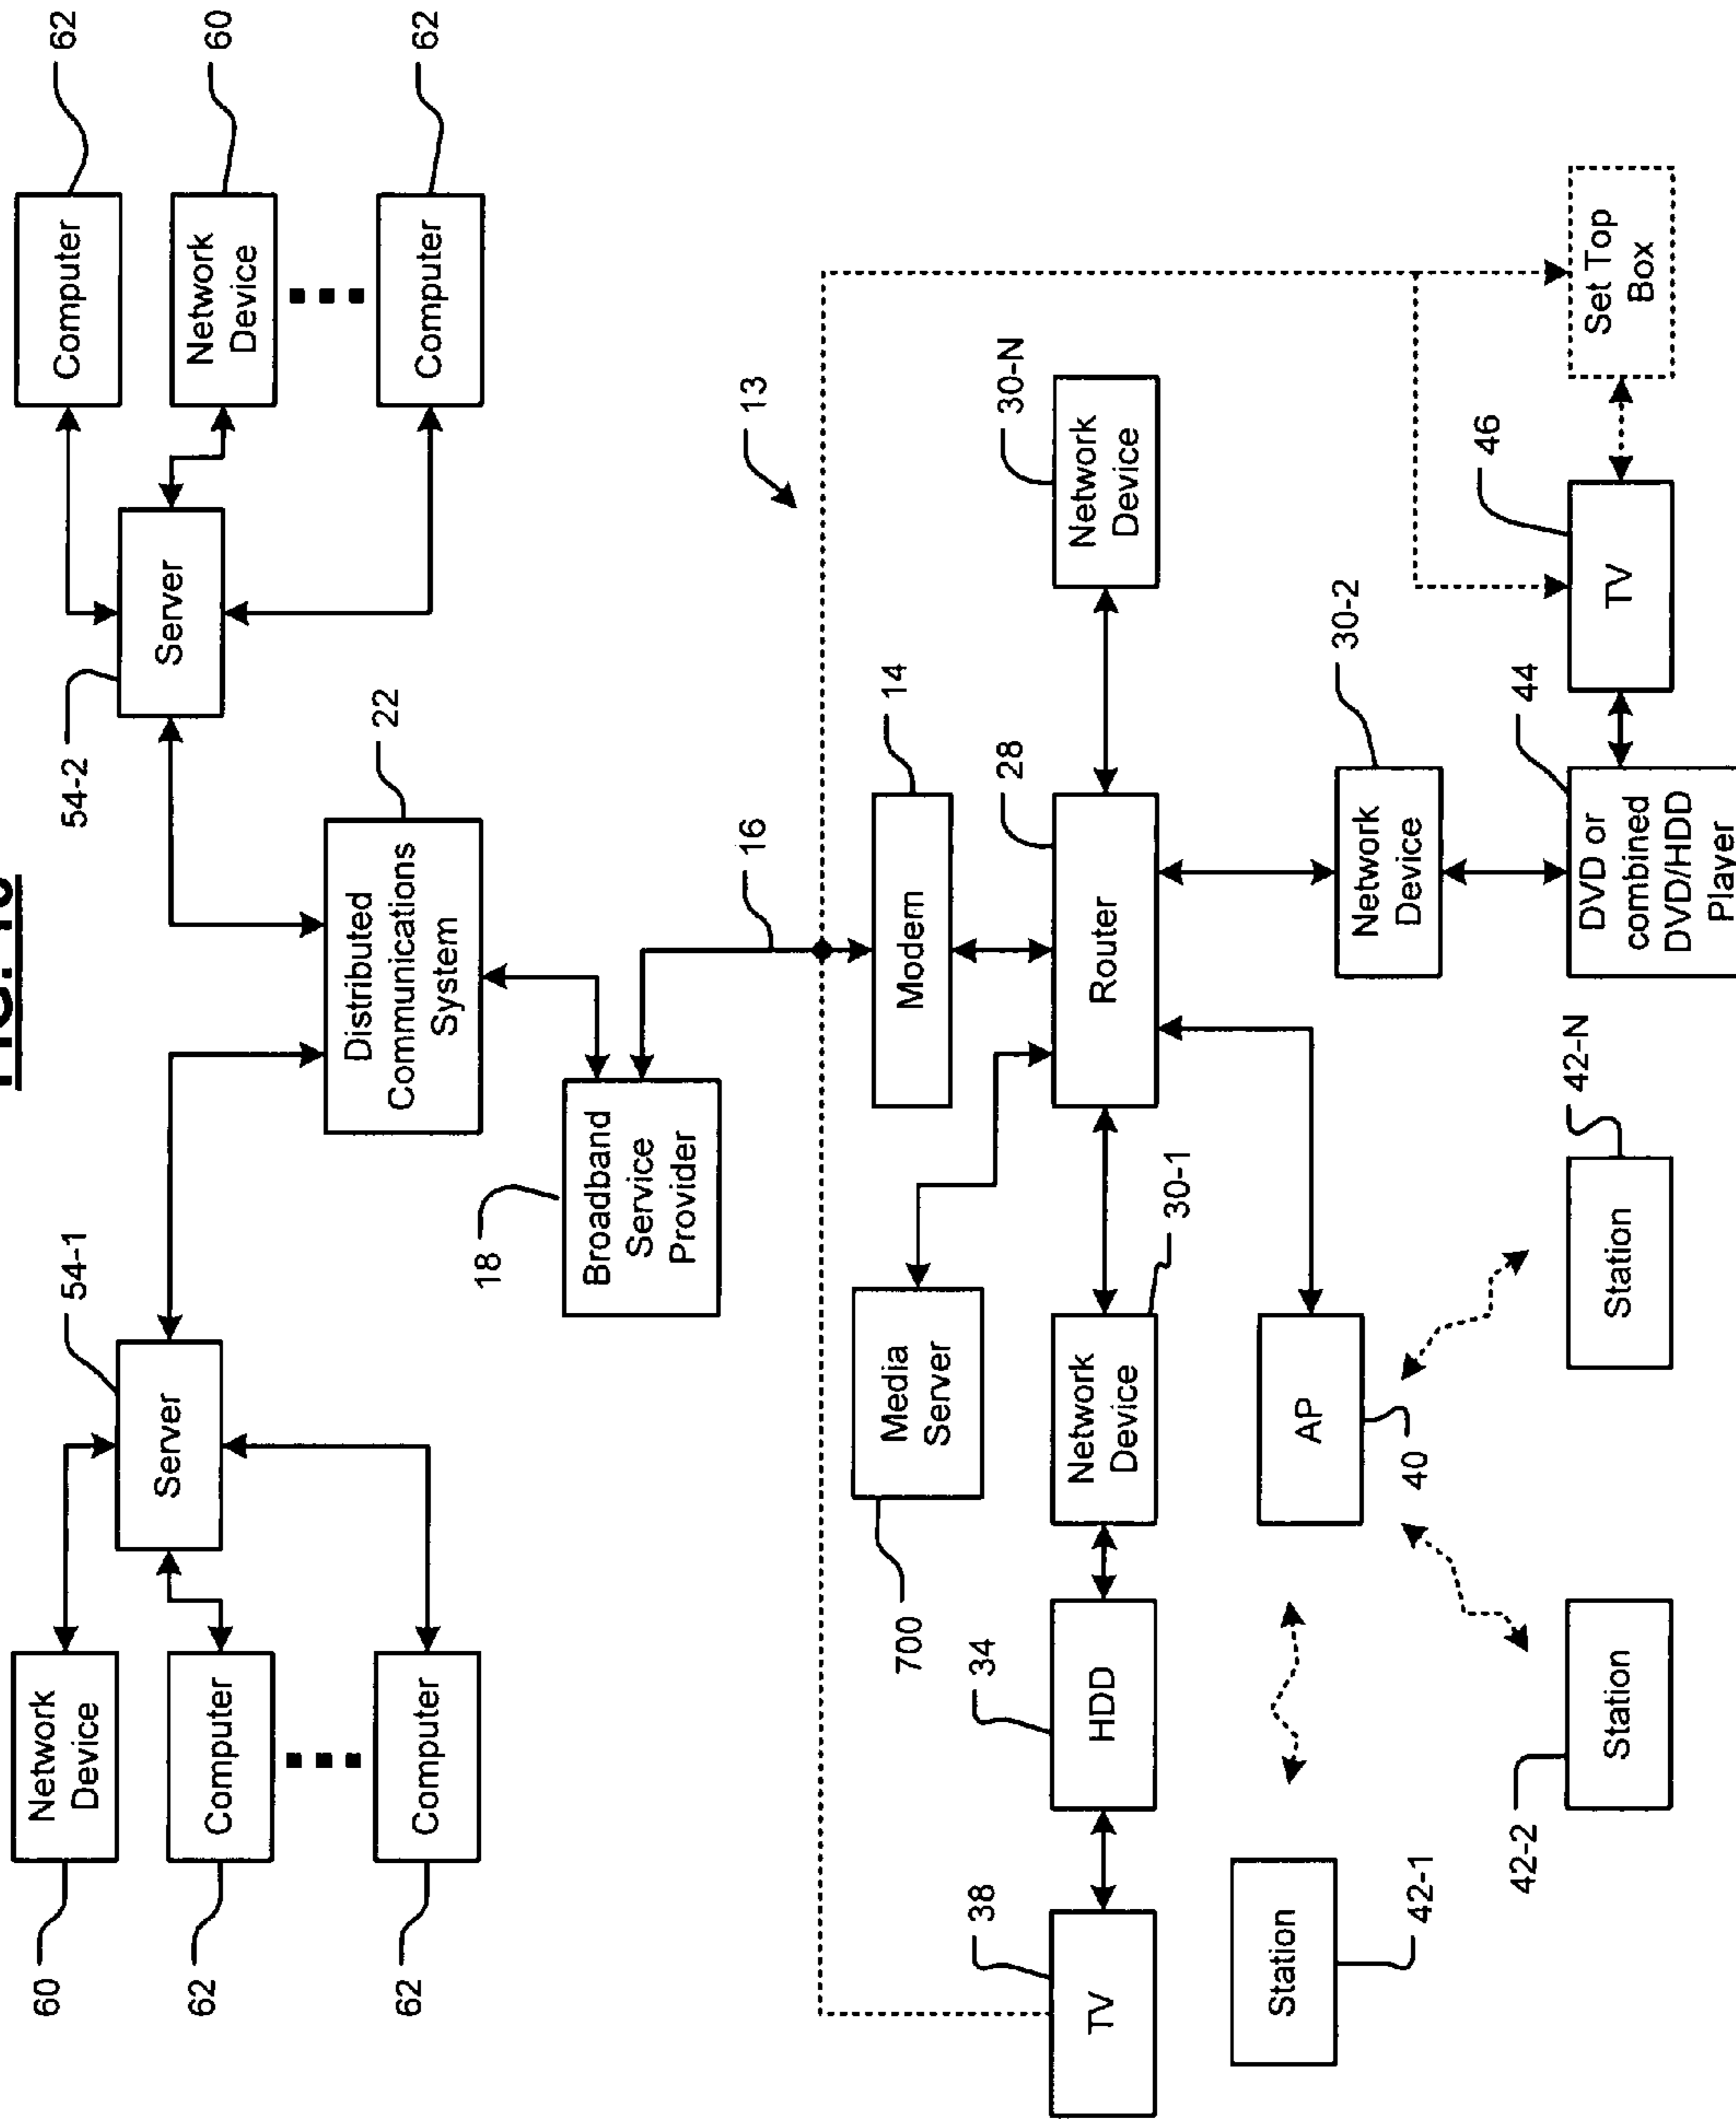 60
Network
Device
62
Computer
62
Computer
54-1
Server
54-2
Server
Computer
62
Network
Device
60
Computer
62
Distributed
Communications
System
22
18
Broadband
Service
Provider
16
13
700
Media
Server
Modem
14
38
TV
34
HDD
Network
Device
30-1
Router
28
Network
Device
30-N
Station
42-1
AP
40
Network
Device
30-2
42-2
Station
Station
42-N
DVD or
combined
DVD/HDD
Player
44
TV
46
Set Top
Box